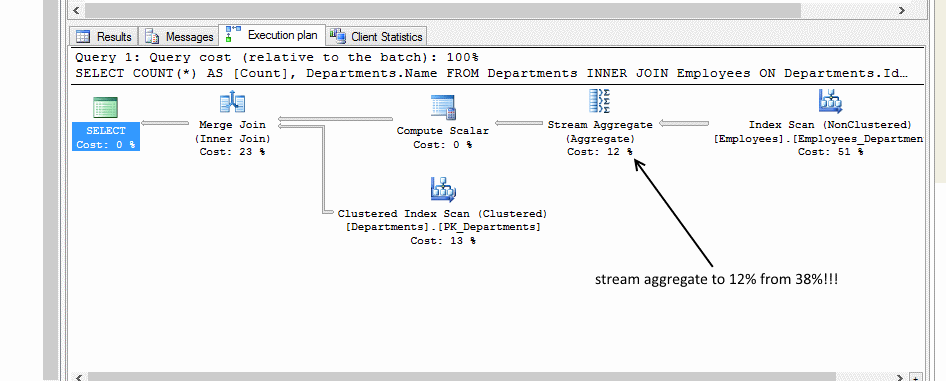 Results Messages Execution plan Client Statistics
Query 1: Query cost (relative to the batch): 100%
SELECT COUNT(*) AS [Count], Departments.Name FROM Departments INNER JOIN Employees ON Departments.Id…
SELECT
Cost: 0 %
Merge Join
(Inner Join)
Cost: 23 %
Compute Scalar
Cost: 0 %
Stream Aggregate
(Aggregate)
Cost: 12 %
Index Scan (NonClustered)
[Employees].[Employees_Departmen
Cost: 51 %
Clustered Index Scan (Clustered)
[Departments].[PK_Departments]
Cost: 13 %
stream aggregate to 12% from 38%!!!